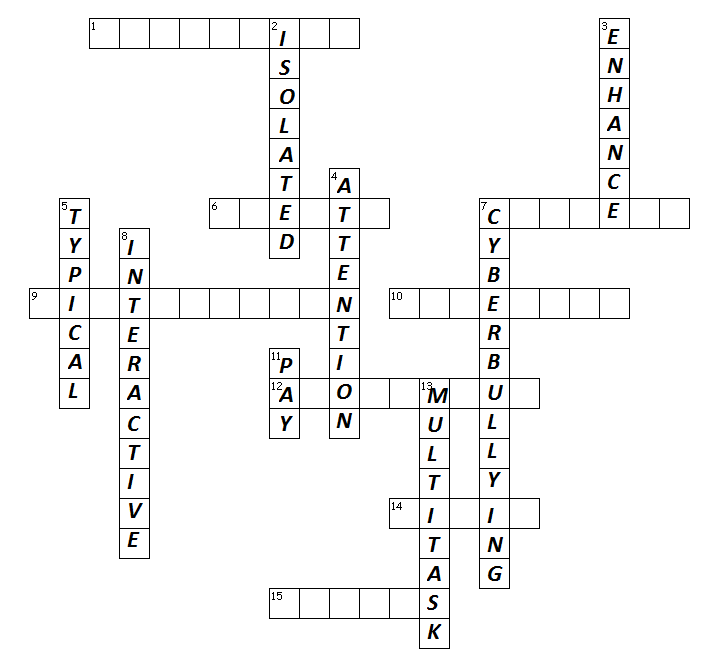 1
2 ISOLATED
3 ENHANCE
4 ATTENTION
5 TYPICAL
6
7 CYBERBULLYING
8 INTERACTIVE
9
10
11 PAY
12
13 MULTITASK
14
15